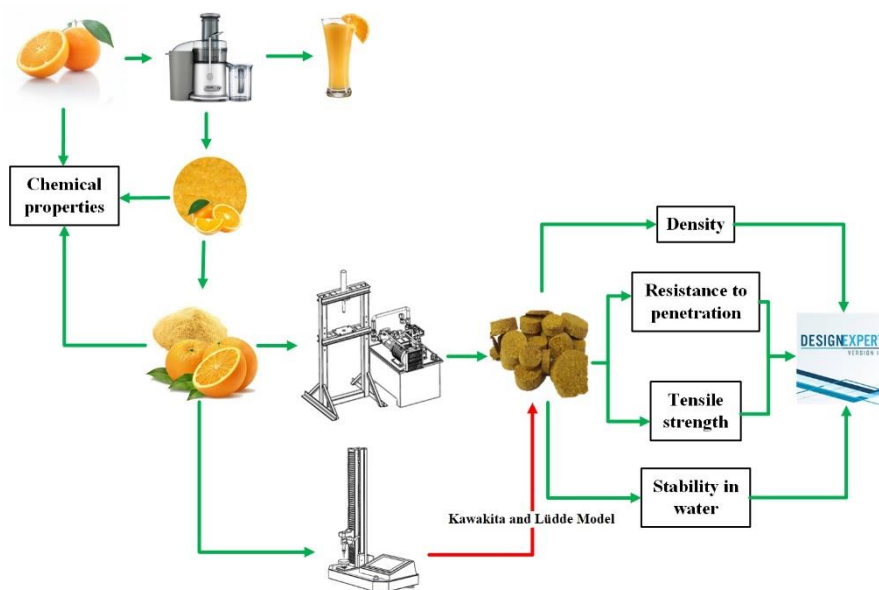 Chemical
properties
Density
Resistance to
penetration
DESIGNEXPERT
Tensile
strength
Stability in
water
Kawakita and Lüdde Model